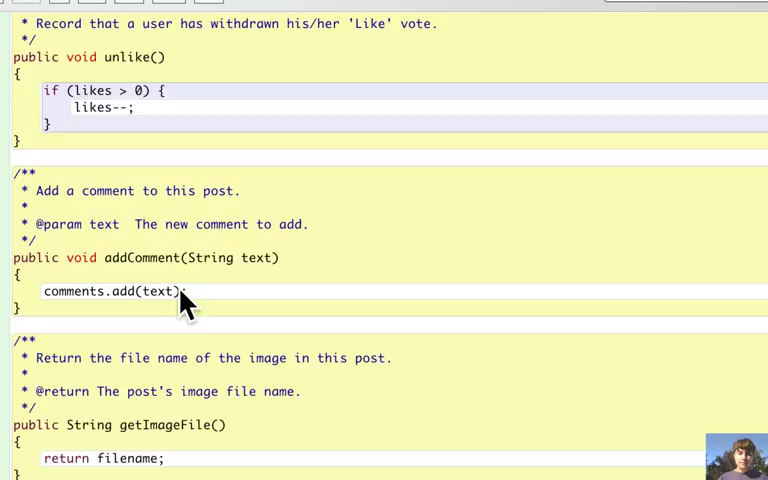 * Record that a user has withdrawn his/her 'Like' vote.
*/
public void unlike()
{
if (likes > 0) {
likes--;
}
}
/**
* Add a comment to this post.
*
* @param text  The new comment to add.
*/
public void addComment(String text)
{
comments.add(text);
}
/**
* Return the file name of the image in this post.
*
* @return The post's image file name.
*/
public String getImageFile()
{
return filename;
}